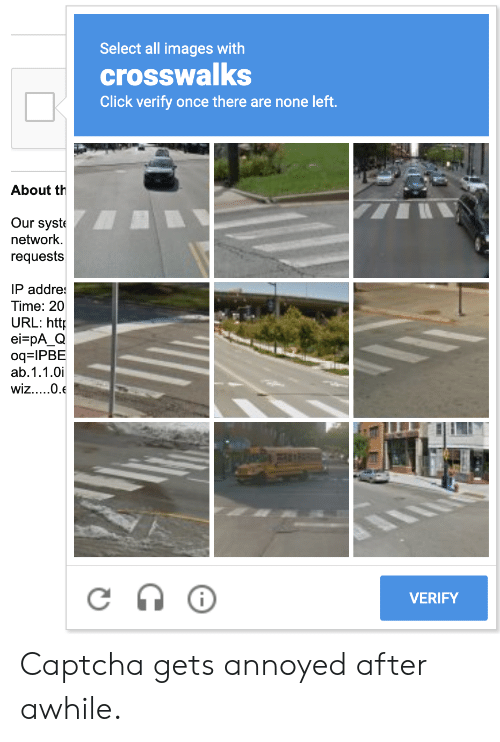 Select all images with
crosswalks
Click verify once there are none left.
About th
Our syste
network.
requests
IP addres
Time: 20
URL: http
ei=pA_Q
oq=IPBE
ab.1.1.0i
wiz.....0.e
VERIFY
Captcha gets annoyed after
awhile.